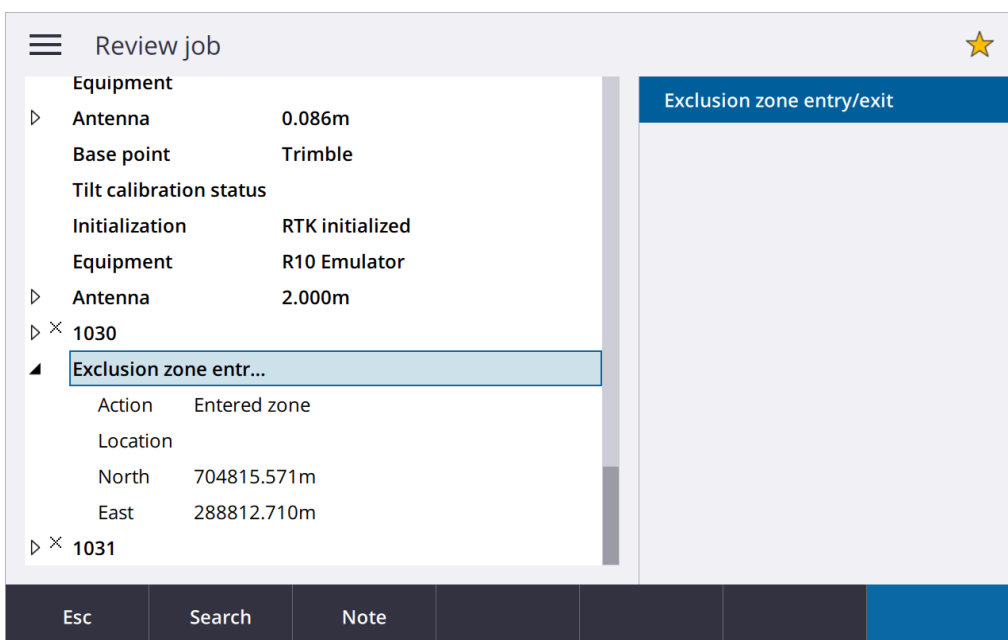 Review job
Equipment
Antenna 0.086m
Base point Trimble
Tilt calibration status
Initialization RTK initialized
Equipment R10 Emulator
Antenna 2.000m
1030
Exclusion zone entr...
Action Entered zone
Location
North 704815.571m
East 288812.710m
1031
Exclusion zone entry/exit
Esc Search Note